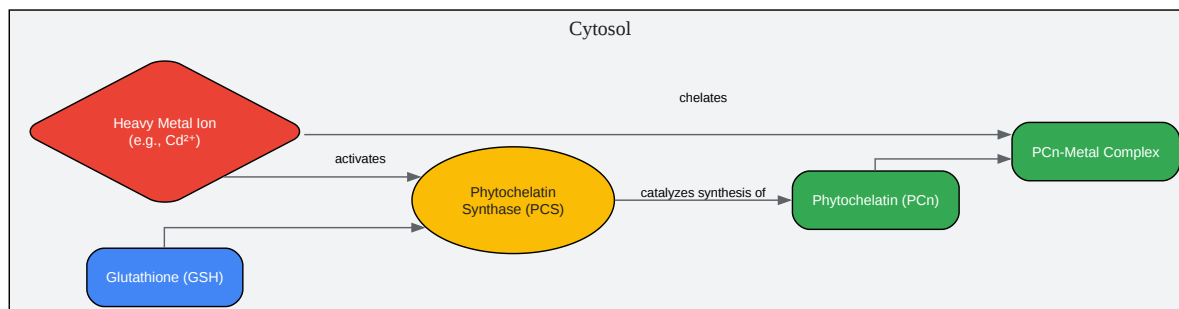 Cytosol
chelates
Heavy Metal Ion
(e.g., Cd²⁺)
activates
PCn-Metal Complex
Phytochelatin
Synthase (PCS)
catalyzes synthesis of
Phytochelatin (PCn)
Glutathione (GSH)